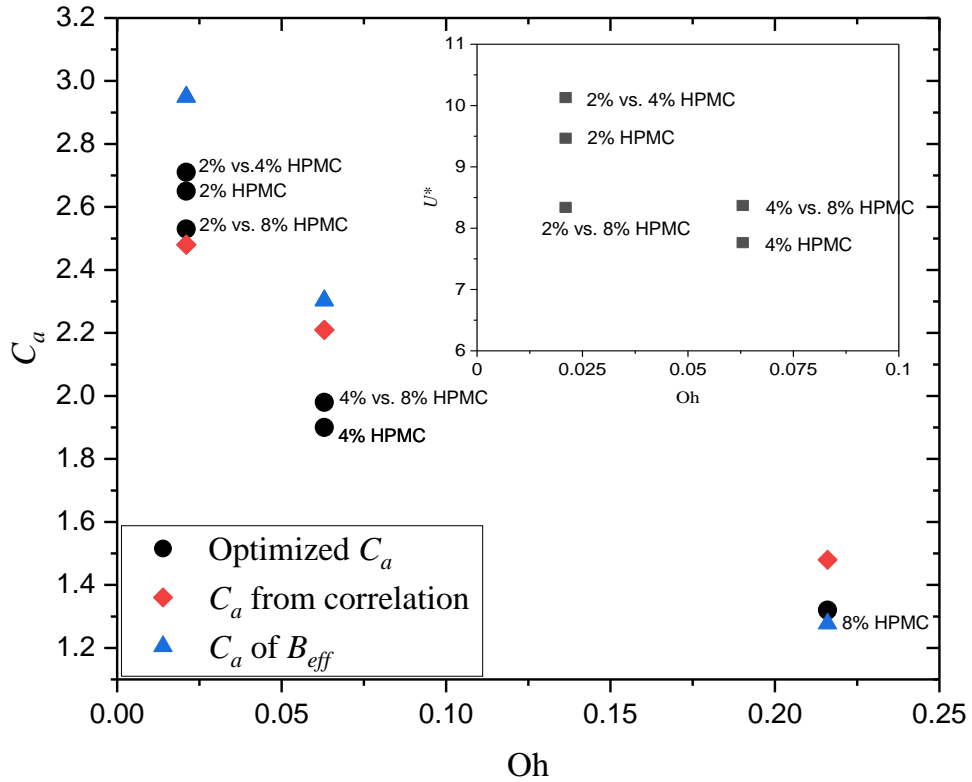 3.2
3.0
2.8
2.6
2.4
2.2
2.0
1.8
1.6
1.4
1.2
C_a
2% vs.4% HPMC
2% HPMC
2% vs. 8% HPMC
4% vs. 8% HPMC
4% HPMC
8% HPMC
11
10
9
8
7
6
U*
2% vs. 4% HPMC
2% HPMC
2% vs. 8% HPMC
4% vs. 8% HPMC
4% HPMC
0 0.025 0.05 0.075 0.1
Oh
Optimized C_a
C_a from correlation
C_a of B_eff
0.00 0.05 0.10 0.15 0.20 0.25
Oh